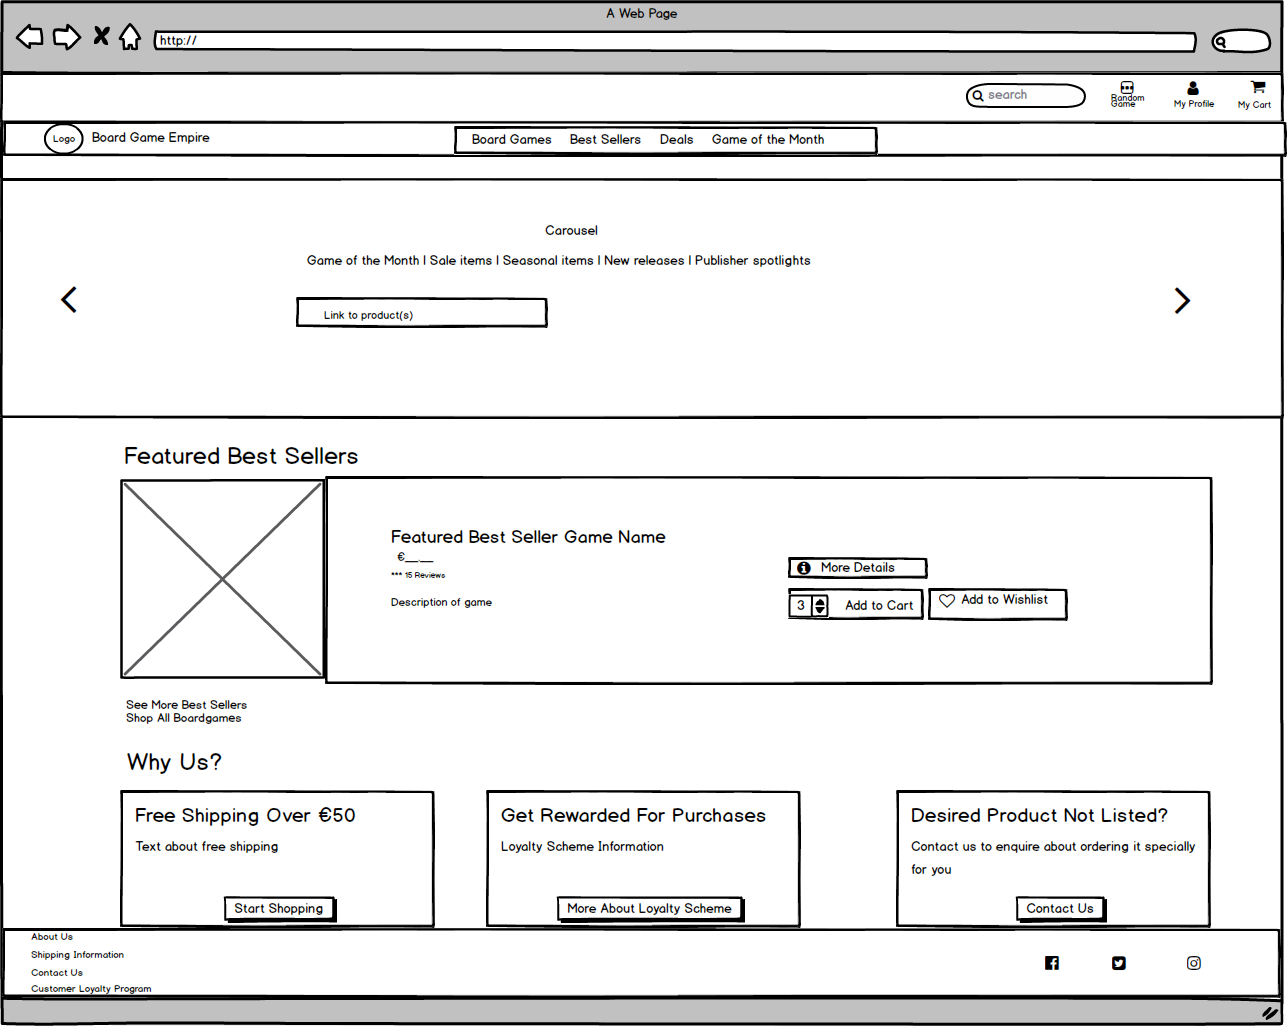 A Web Page
http://
search
Random
Game
My Profile
My Cart
Logo
Board Game Empire
Board Games
Best Sellers
Deals
Game of the Month
Carousel
Game of the Month | Sale items | Seasonal items | New releases | Publisher spotlights
Link to product(s)
Featured Best Sellers
Featured Best Seller Game Name
€__.__
*** 15 Reviews
Description of game
More Details
3
Add to Cart
Add to Wishlist
See More Best Sellers
Shop All Boardgames
Why Us?
Free Shipping Over €50
Text about free shipping
Start Shopping
Get Rewarded For Purchases
Loyalty Scheme Information
More About Loyalty Scheme
Desired Product Not Listed?
Contact us to enquire about ordering it specially
for you
Contact Us
About Us
Shipping Information
Contact Us
Customer Loyalty Program